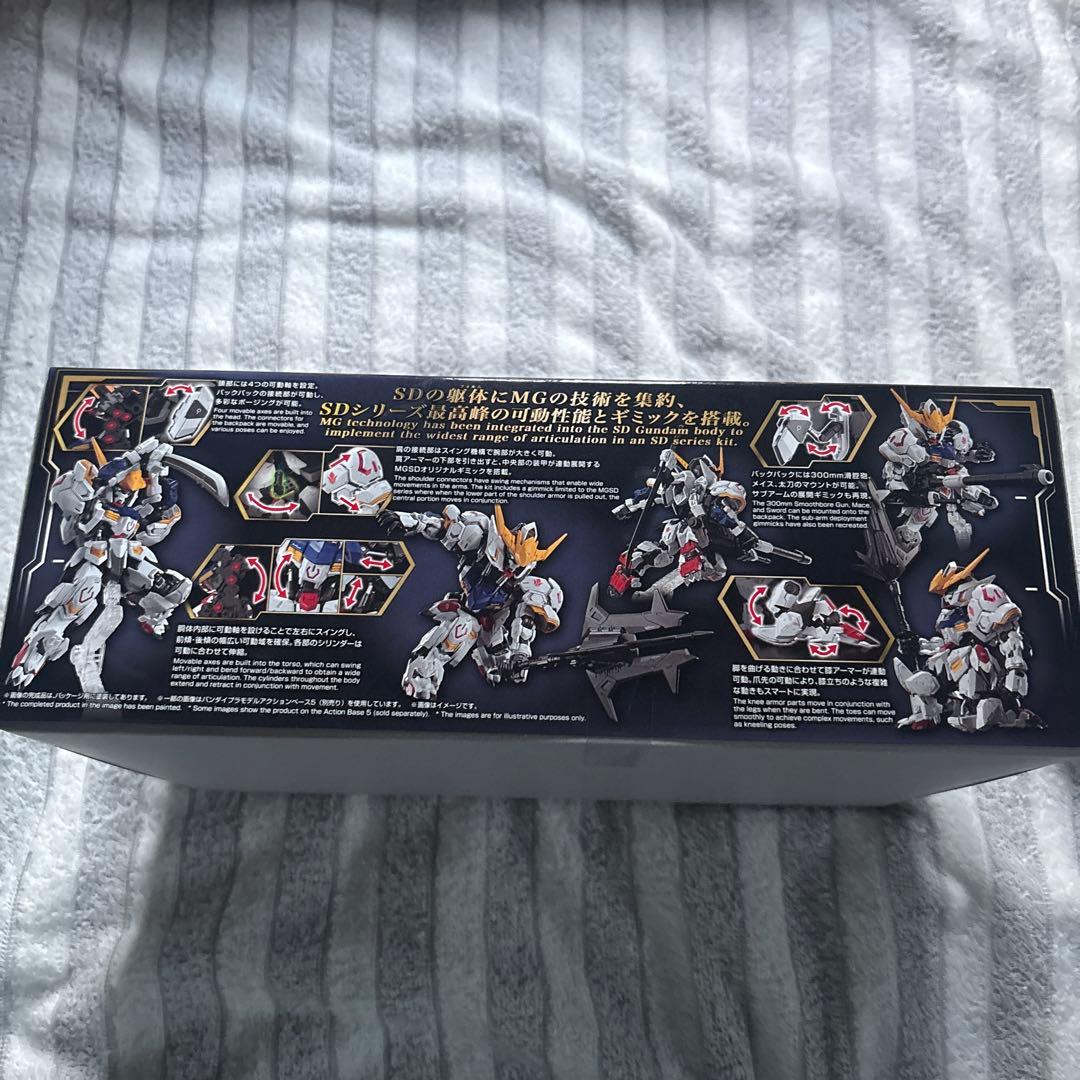 頭部には4つの可動軸を設定。
バックパックの接続部が可動し、
多彩なポージングが可能。
Four movable axes are built into
the head. The connectors for
the backpack are movable, and
various poses can be enjoyed.
SDの躯体にMGの技術を集約、
SDシリーズ最高峰の可動性能とギミックを搭載。
MG technology has been integrated into the SD Gundam body to
implement the widest range of articulation in an SD series kit.
肩の接続部はスイング機構で腕部が大きく可動。
肩アーマーの下部を引き出すと、中央部の装甲が連動展開する
MGSDオリジナルギミックを搭載。
The shoulder connectors have swing mechanisms that enable wide
movements in the arms. The kit includes a gimmick limited to the MGSD
series where when the lower part of the shoulder armor is pulled out, the
central portion moves in conjunction.
バックパックには300mm滑腔砲、
メイス、太刀のマウントが可能。
サブアームの展開ギミックも再現。
The 300mm Smoothbore Gun, Mace,
and Sword can be mounted onto the
backpack. The sub-arm deployment
gimmicks have also been recreated.
胴体内部に可動軸を設けることで左右にスイングし、
前傾・後傾の幅広い可動域を確保。各部のシリンダーは
可動に合わせて伸縮。
Movable axes are built into the torso, which can swing
left/right and bend forward/backward to obtain a wide
range of articulation. The cylinders throughout the body
extend and retract in conjunction with movement.
脚を曲げる動きに合わせて膝アーマーが連動
可動。爪先の可動により、膝立ちのような複雑
な動きもスマートに実現。
The knee armor parts move in conjunction with
the legs when they are bent. The toes can move
smoothly to achieve complex movements, such
as kneeling poses.
※画像の完成品は、パッケージ用に塗装してあります。 ※一部の画像はバンダイプラモデルアクションベース5(別売り)を使用しています。 ※画像はイメージです。
* The completed product in the image has been painted. * Some images show the product on the Action Base 5 (sold separately). * The images are for illustrative purposes only.